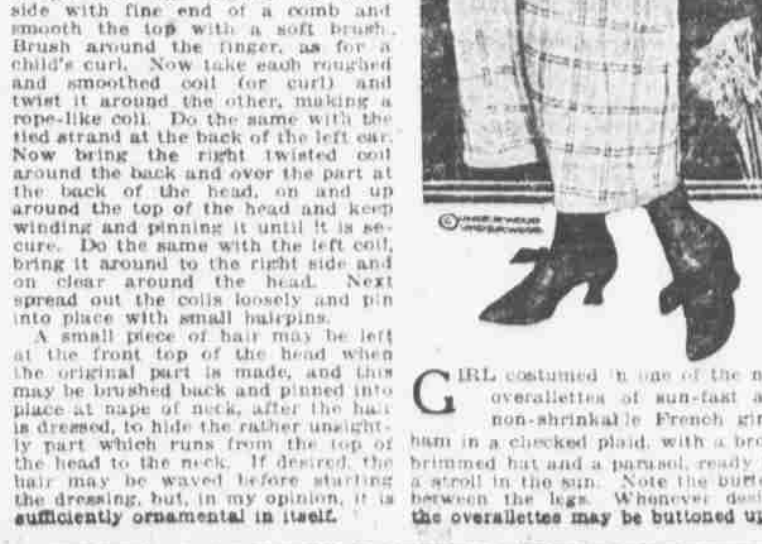 side with fine end of a comb and
smooth the top with a soft brush.
Brush around the finger, as for a
child's curl. Now take each roughed
and smoothed coil (or curl) and
twist it around the other, making a
rope-like coil. Do the same with the
tied strand at the back of the left ear.
Now bring the right twisted coil
around the back and over the part at
the back of the head, on and up
around the top of the head and keep
winding and pinning it until it is se-
cure. Do the same with the left coil,
bring it around to the right side and
on clear around the head. Next
spread out the coils loosely and pin
into place with small hairpins.
A small piece of hair may be left
at the front top of the head when
the original part is made, and this
may be brushed back and pinned into
place at nape of neck, after the hair
is dressed, to hide the rather unsight-
ly part which runs from the top of
the head to the neck. If desired, the
hair may be waved before starting
the dressing, but, in my opinion, it is
sufficiently ornamental in itself.
© UNDERWOOD
UNDERWOOD
GIRL costumed in one of the n
overallettes of sun-fast a
non-shrinkable French gin
ham in a checked plaid, with a bro
brimmed hat and a parasol, ready
a stroll in the sun. Note the butto
between the legs. Whenever desi
the overallettes may be buttoned up